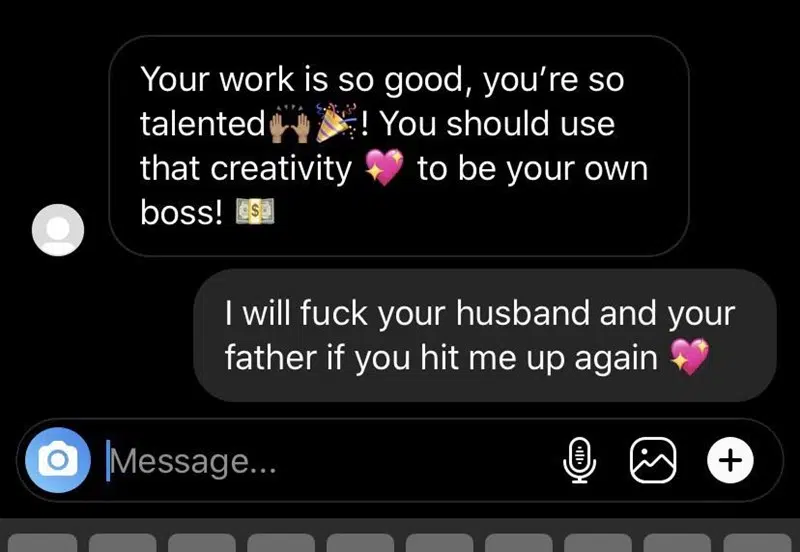 Your work is so good, you’re so
talented🙌🏽🎉! You should use
that creativity 💖 to be your own
boss! 💵
I will fuck your husband and your
father if you hit me up again 💖
Message...